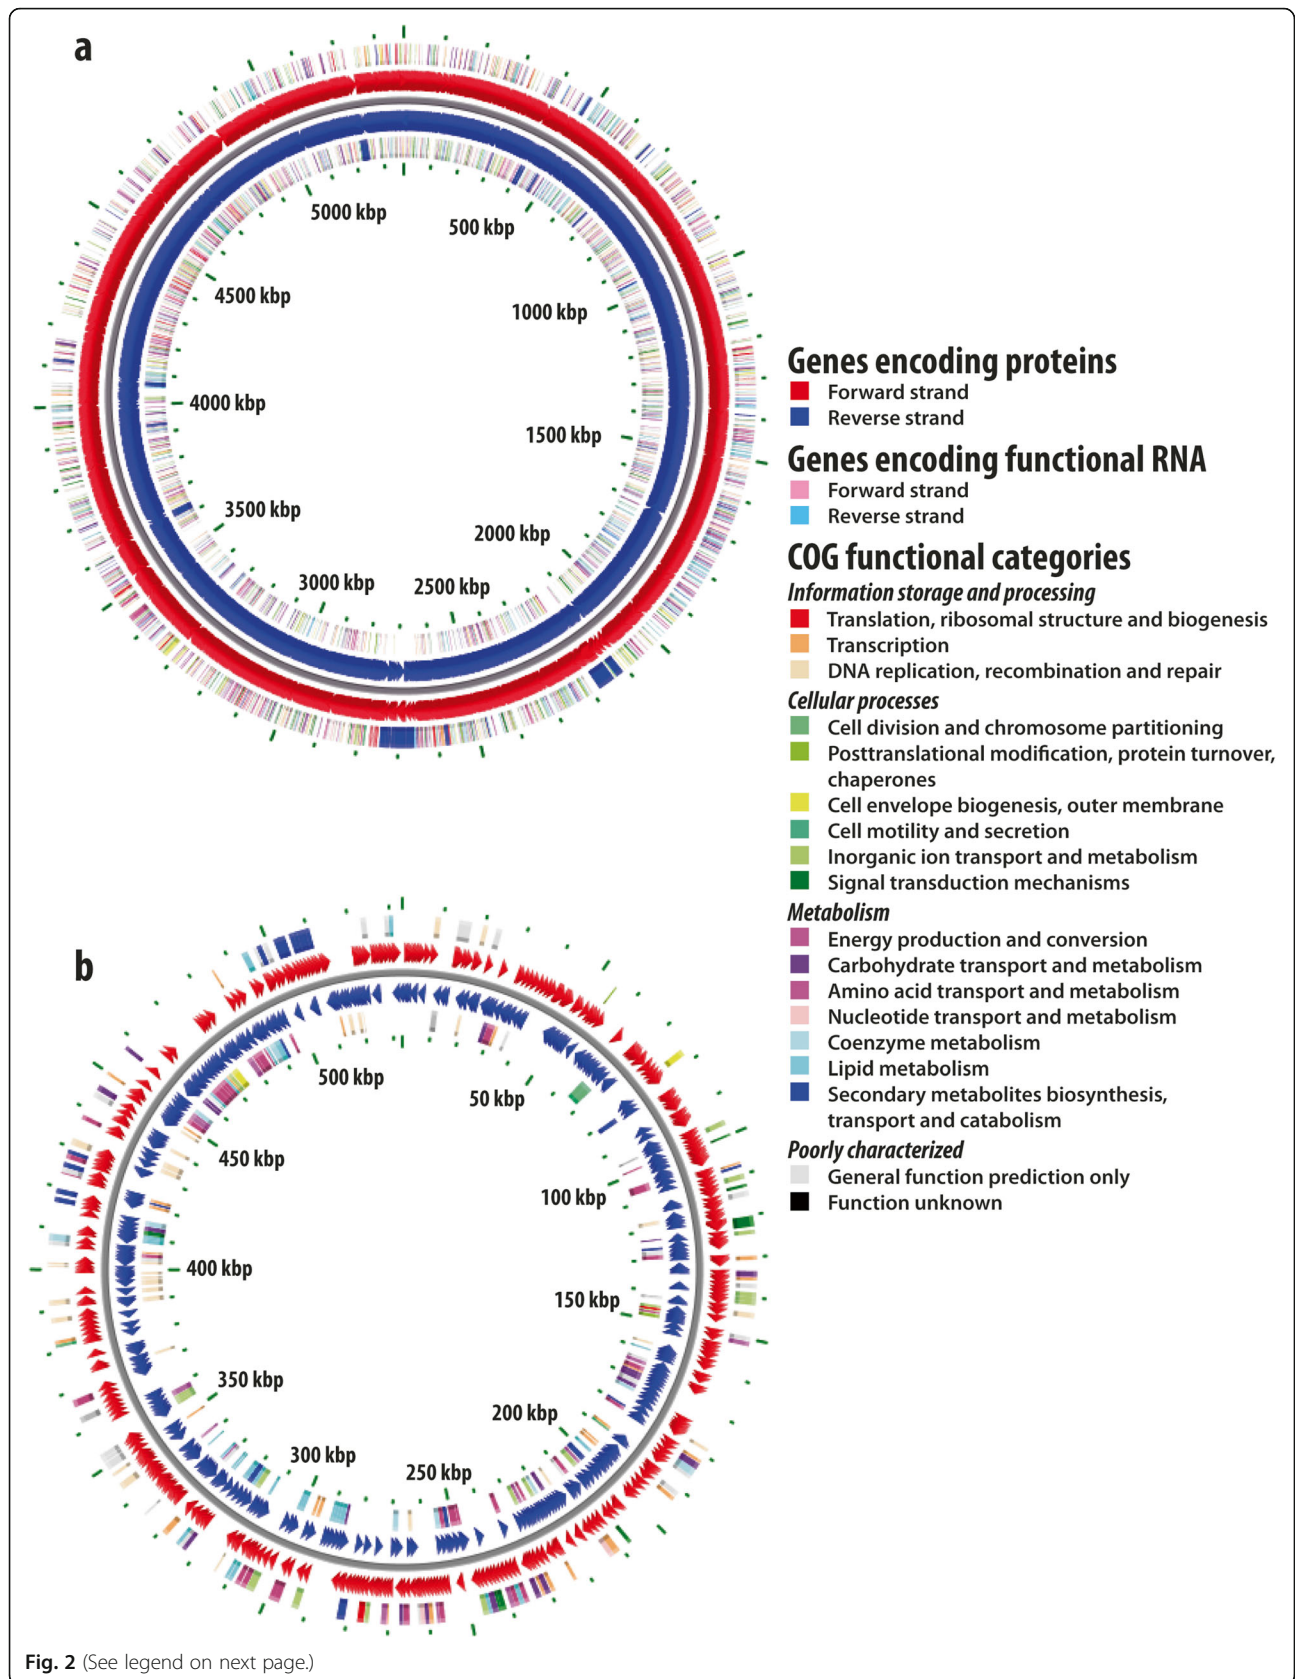 a
5000 kbp
500 kbp
4500 kbp
1000 kbp
4000 kbp
1500 kbp
3500 kbp
2000 kbp
3000 kbp
2500 kbp
Genes encoding proteins
Forward strand
Reverse strand
Genes encoding functional RNA
Forward strand
Reverse strand
COG functional categories
Information storage and processing
Translation, ribosomal structure and biogenesis
Transcription
DNA replication, recombination and repair
Cellular processes
Cell division and chromosome partitioning
Posttranslational modification, protein turnover,
chaperones
Cell envelope biogenesis, outer membrane
Cell motility and secretion
Inorganic ion transport and metabolism
Signal transduction mechanisms
Metabolism
Energy production and conversion
Carbohydrate transport and metabolism
Amino acid transport and metabolism
Nucleotide transport and metabolism
Coenzyme metabolism
Lipid metabolism
Secondary metabolites biosynthesis,
transport and catabolism
Poorly characterized
General function prediction only
Function unknown
b
500 kbp
50 kbp
450 kbp
100 kbp
400 kbp
150 kbp
350 kbp
200 kbp
300 kbp
250 kbp
Fig. 2 (See legend on next page.)